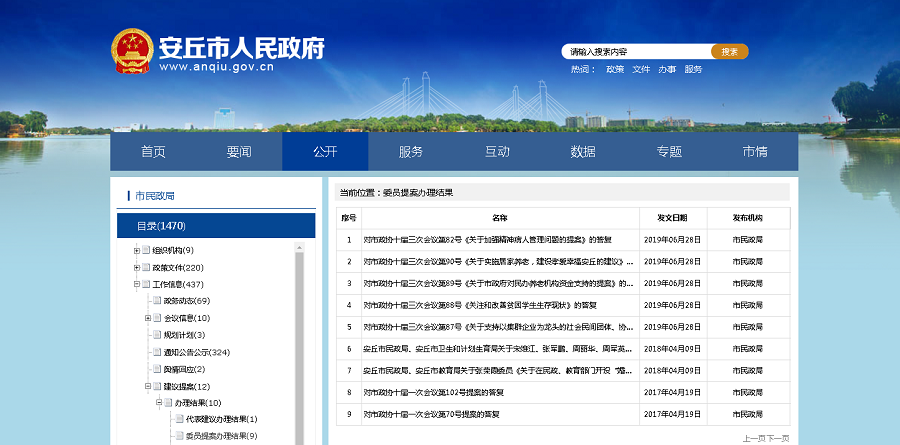 安丘市人民政府
www.anqiu.gov.cn
请输入搜索内容
搜索
热词： 政策 文件 办事 服务
首页 要闻 公开 服务 互动 数据 专题 市情
市民政局
目录(1470)
组织机构(9)
政策文件(220)
工作信息(437)
政务动态(69)
会议信息(10)
规划计划(3)
通知公告公示(324)
舆情回应(2)
建议提案(12)
办理结果(10)
代表建议办理结果(1)
委员提案办理结果(9)
当前位置：委员提案办理结果
序号 名称 发文日期 发布机构
1 对市政协十届三次会议第82号《关于加强精神病人管理问题的提案》的答复 2019年06月28日 市民政局
2 对市政协十届三次会议第90号《关于实施居家养老，建设孝爱幸福安丘的建议》... 2019年06月28日 市民政局
3 对市政协十届三次会议第89号《关于市政府对民办养老机构资金支持的提案》的... 2019年06月28日 市民政局
4 对市政协十届三次会议第88号《关注和改善贫困学生生存现状》的答复 2019年06月28日 市民政局
5 对市政协十届三次会议第87号《关于支持以集群企业为龙头的社会民间团体、协... 2019年06月28日 市民政局
6 安丘市民政局、安丘市卫生和计划生育局关于宋煜江、张军鹏、周丽华、周军英... 2018年04月09日 市民政局
7 安丘市民政局、安丘市教育局关于张荣霞委员《关于在民政、教育部门开设“婚... 2018年04月09日 市民政局
8 对市政协十一次会议第102号提案的答复 2017年04月19日 市民政局
9 对市政协十届一次会议第70号提案的答复 2017年04月19日 市民政局
上一页下一页